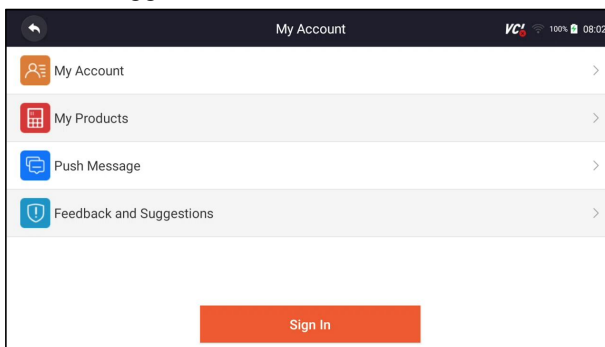 My Account
VCI 100% 08:02
My Account
My Products
Push Message
Feedback and Suggestions
Sign In